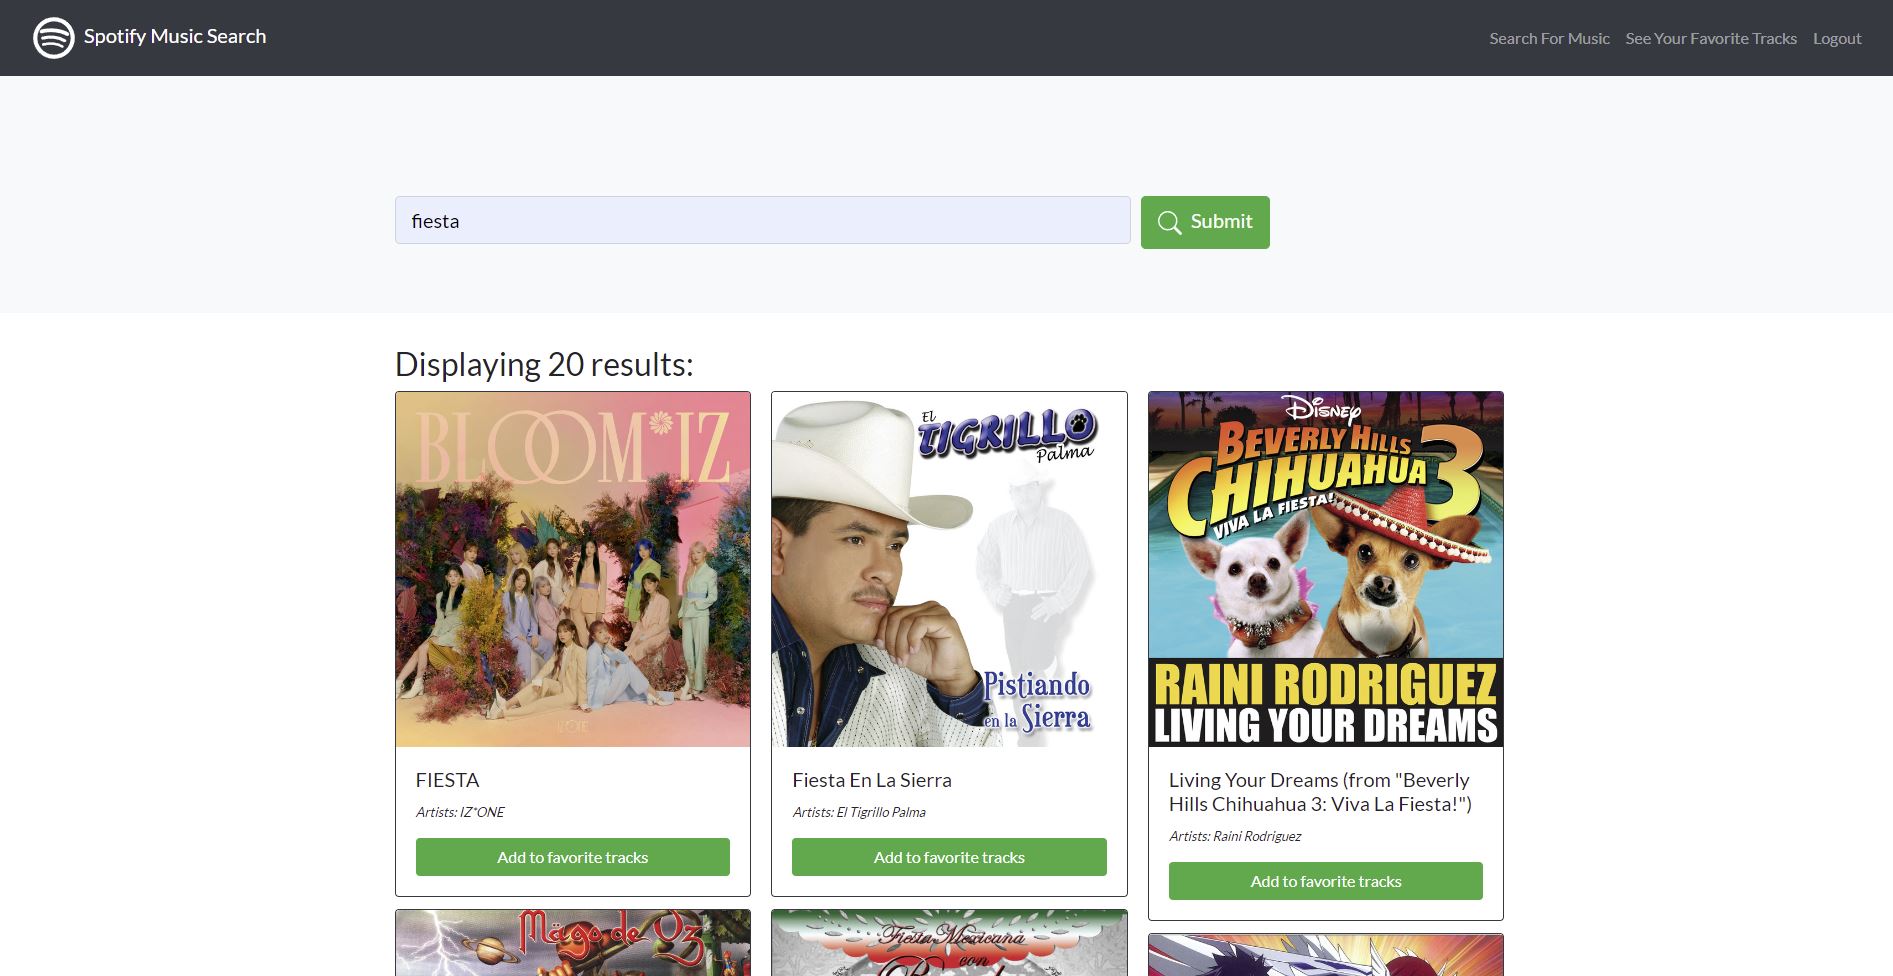 Spotify Music Search
Search For Music
See Your Favorite Tracks
Logout
fiesta
Submit
Displaying 20 results:
BLOOM*IZ
IZ*ONE
FIESTA
Artists: IZ*ONE
Add to favorite tracks
El
TIGRILLO
Palma
Pistiando
en la Sierra
Fiesta En La Sierra
Artists: El Tigrillo Palma
Add to favorite tracks
Disney
BEVERLY HILLS
CHIHUAHUA 3
VIVA LA FIESTA!
RAINI RODRIGUEZ
LIVING YOUR DREAMS
Living Your Dreams (from "Beverly
Hills Chihuahua 3: Viva La Fiesta!")
Artists: Raini Rodriguez
Add to favorite tracks
Mägo de Oz
Fiesta Mexicana
con